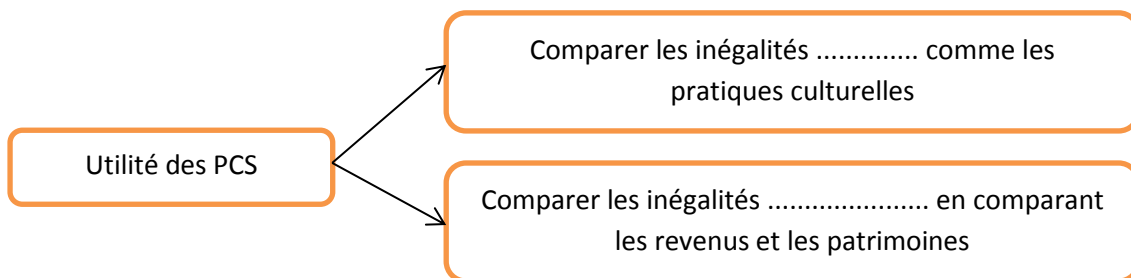 Comparer les inégalités .............. comme les
pratiques culturelles
Utilité des PCS
Comparer les inégalités ...................... en comparant
les revenus et les patrimoines